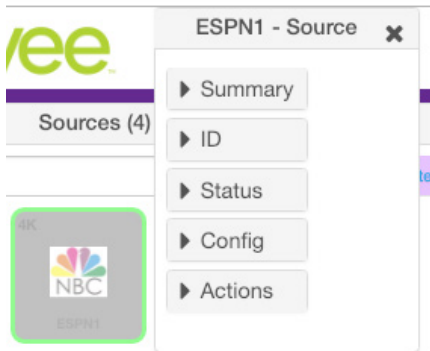 vee
ESPN1 - Source
Summary
Sources (4)
ID
Status
4K
NBC
Config
ESPN1
Actions